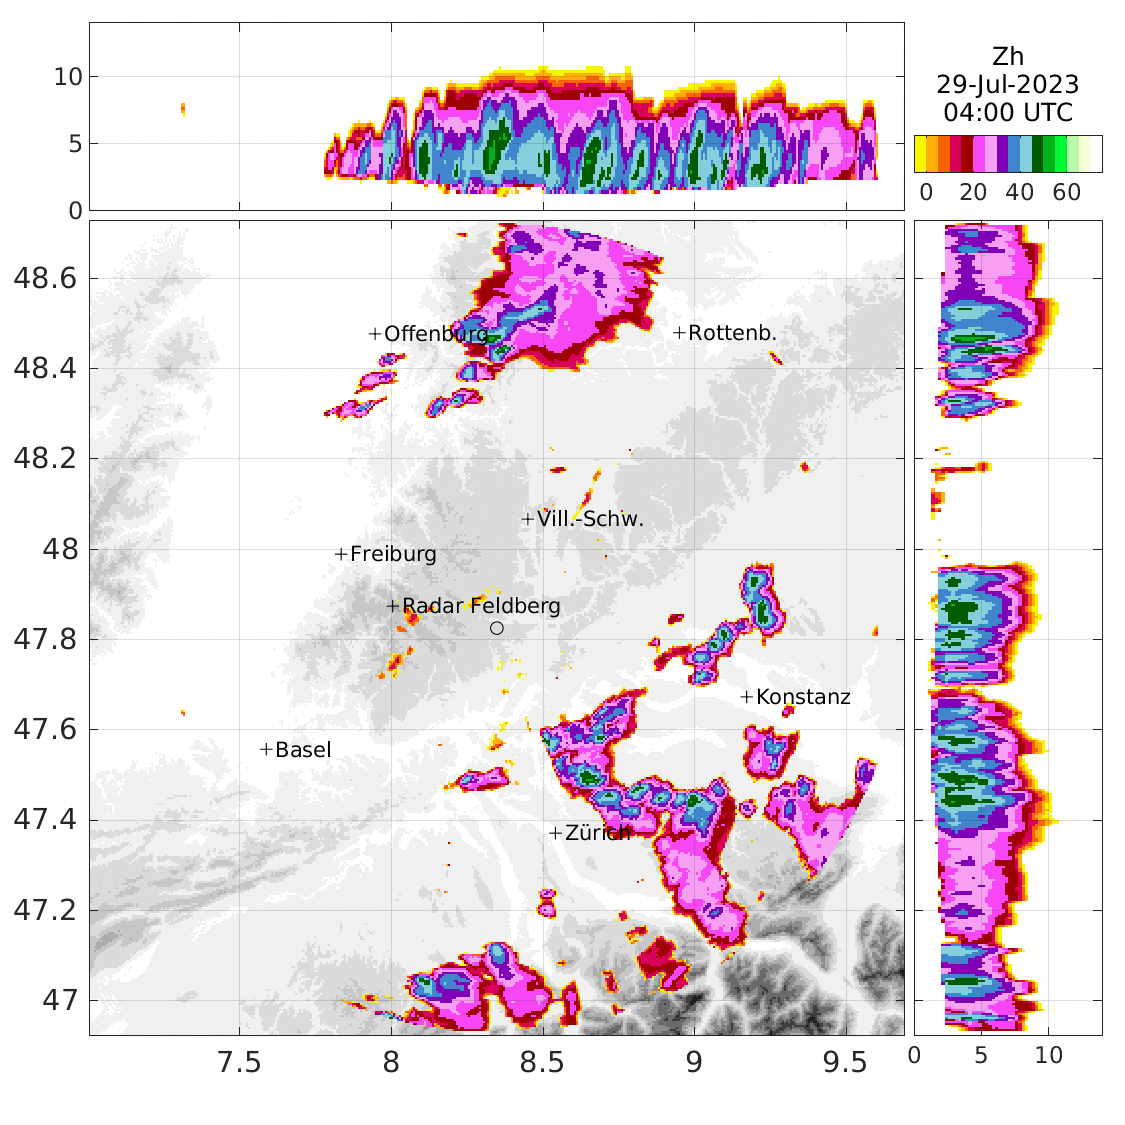 Zh
29-Jul-2023
04:00 UTC
0 20 40 60
10
5
0
48.6
48.4
48.2
48
47.8
47.6
47.4
47.2
47
Offenburg
Rottenb.
Vill.-Schw.
Freiburg
Radar Feldberg
Konstanz
Basel
Zürich
7.5 8 8.5 9 9.5
0 5 10